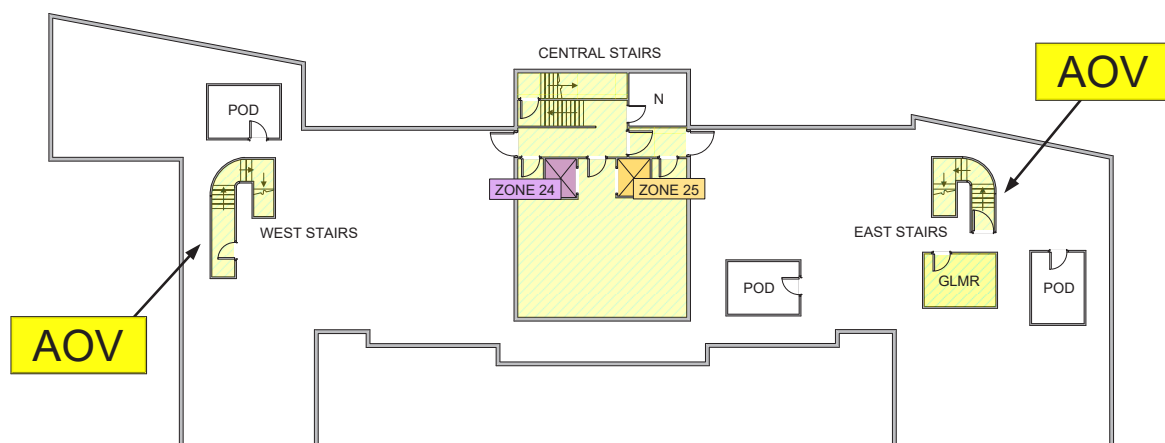 CENTRAL STAIRS
AOV
POD
N
ZONE 24
ZONE 25
WEST STAIRS
EAST STAIRS
POD
GLMR
POD
AOV